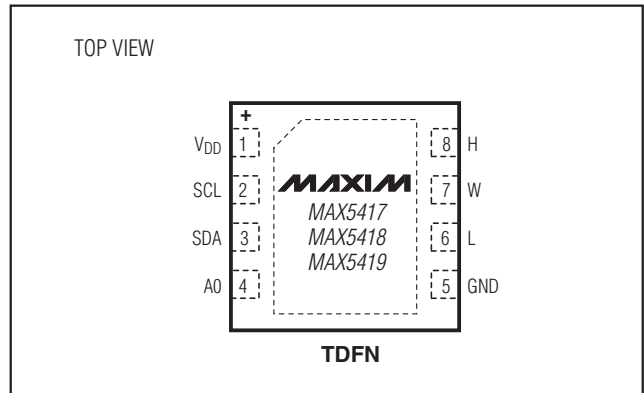 TOP VIEW
+
VDD 1
SCL 2
SDA 3
A0 4
MAXIM
MAX5417
MAX5418
MAX5419
8 H
7 W
6 L
5 GND
TDFN